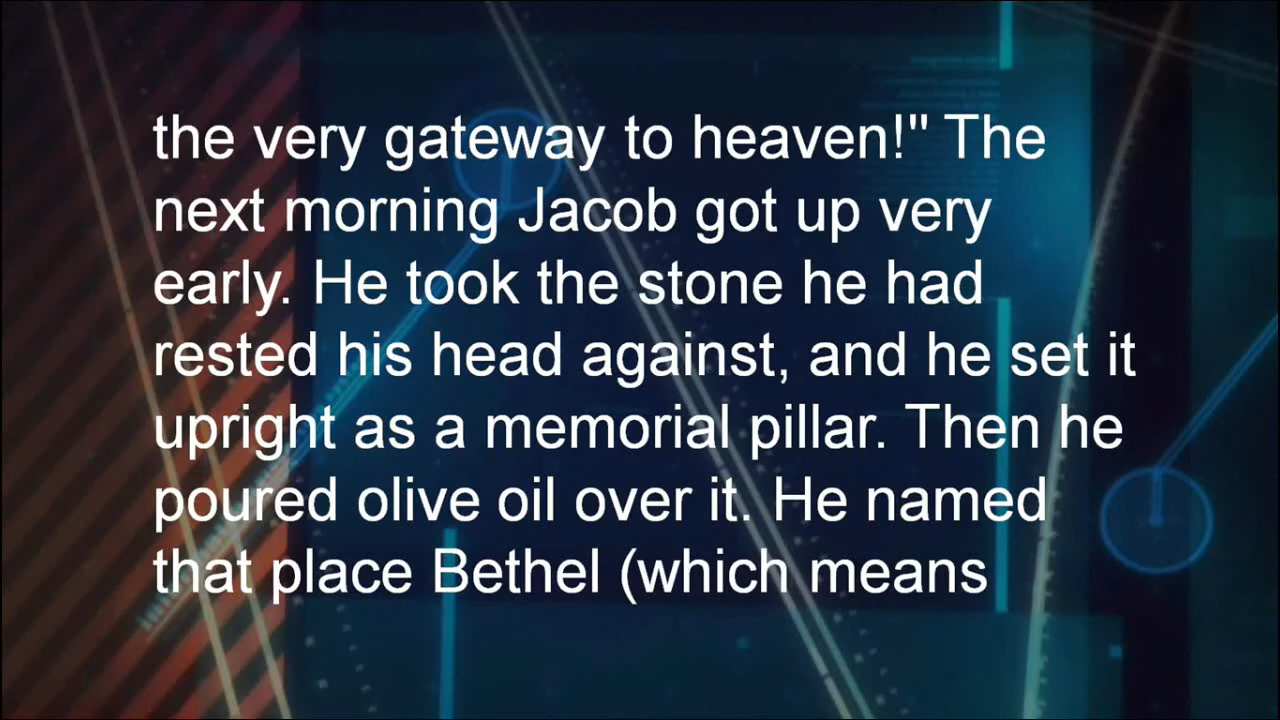 the very gateway to heaven!" The
next morning Jacob got up very
early. He took the stone he had
rested his head against, and he set it
upright as a memorial pillar. Then he
poured olive oil over it. He named
that place Bethel (which means